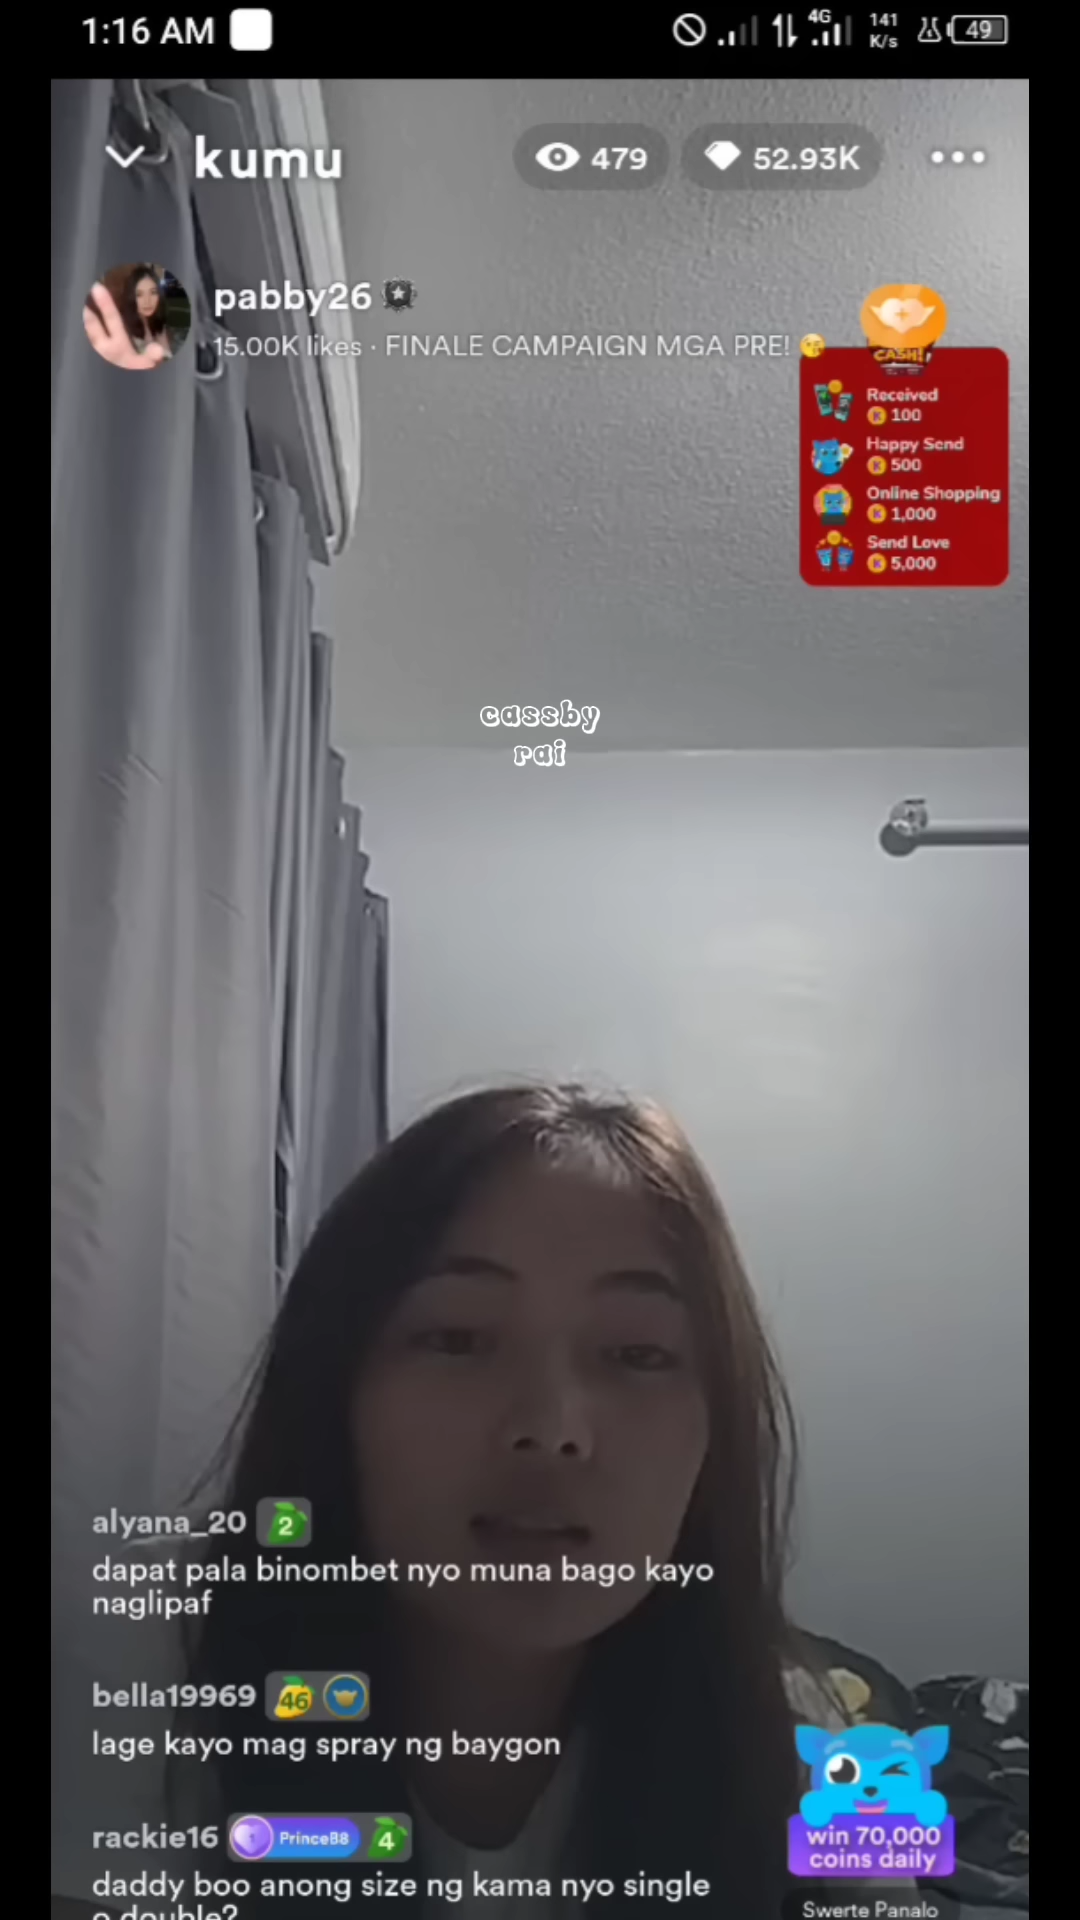 1:16 AM
4G
141
K/s
49
kumu
479
52.93K
pabby26
15.00K likes · FINALE CAMPAIGN MGA PRE!
CASH!
Received
K 100
Happy Send
K 500
Online Shopping
K 1,000
Send Love
K 5,000
cassby
rai
alyana_20 2
dapat pala binombet nyo muna bago kayo
naglipaf
bella19969 46
lage kayo mag spray ng baygon
rackie16 PrinceB8 4
daddy boo anong size ng kama nyo single
o double?
win 70,000
coins daily
Swerte Panalo